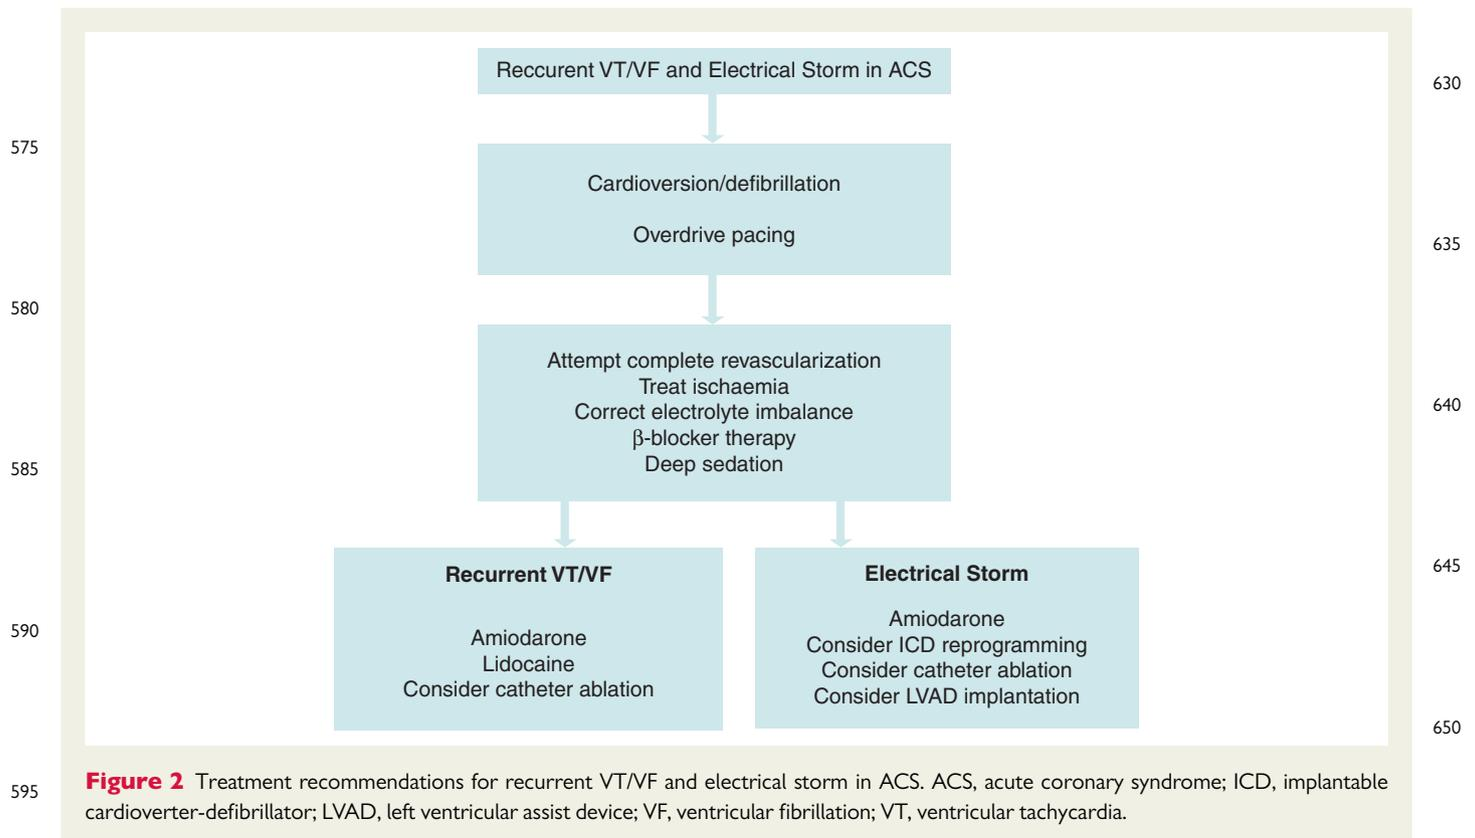 Reccurent VT/VF and Electrical Storm in ACS
630
575
Cardioversion/defibrillation
Overdrive pacing
635
580
Attempt complete revascularization
Treat ischaemia
Correct electrolyte imbalance
640
β-blocker therapy
Deep sedation
585
Recurrent VT/VF
Amiodarone
Lidocaine
Consider catheter ablation
Electrical Storm
Amiodarone
Consider ICD reprogramming
Consider catheter ablation
Consider LVAD implantation
645
590
650
Figure 2 Treatment recommendations for recurrent VT/VF and electrical storm in ACS. ACS, acute coronary syndrome; ICD, implantable
cardioverter-defibrillator; LVAD, left ventricular assist device; VF, ventricular fibrillation; VT, ventricular tachycardia.
595